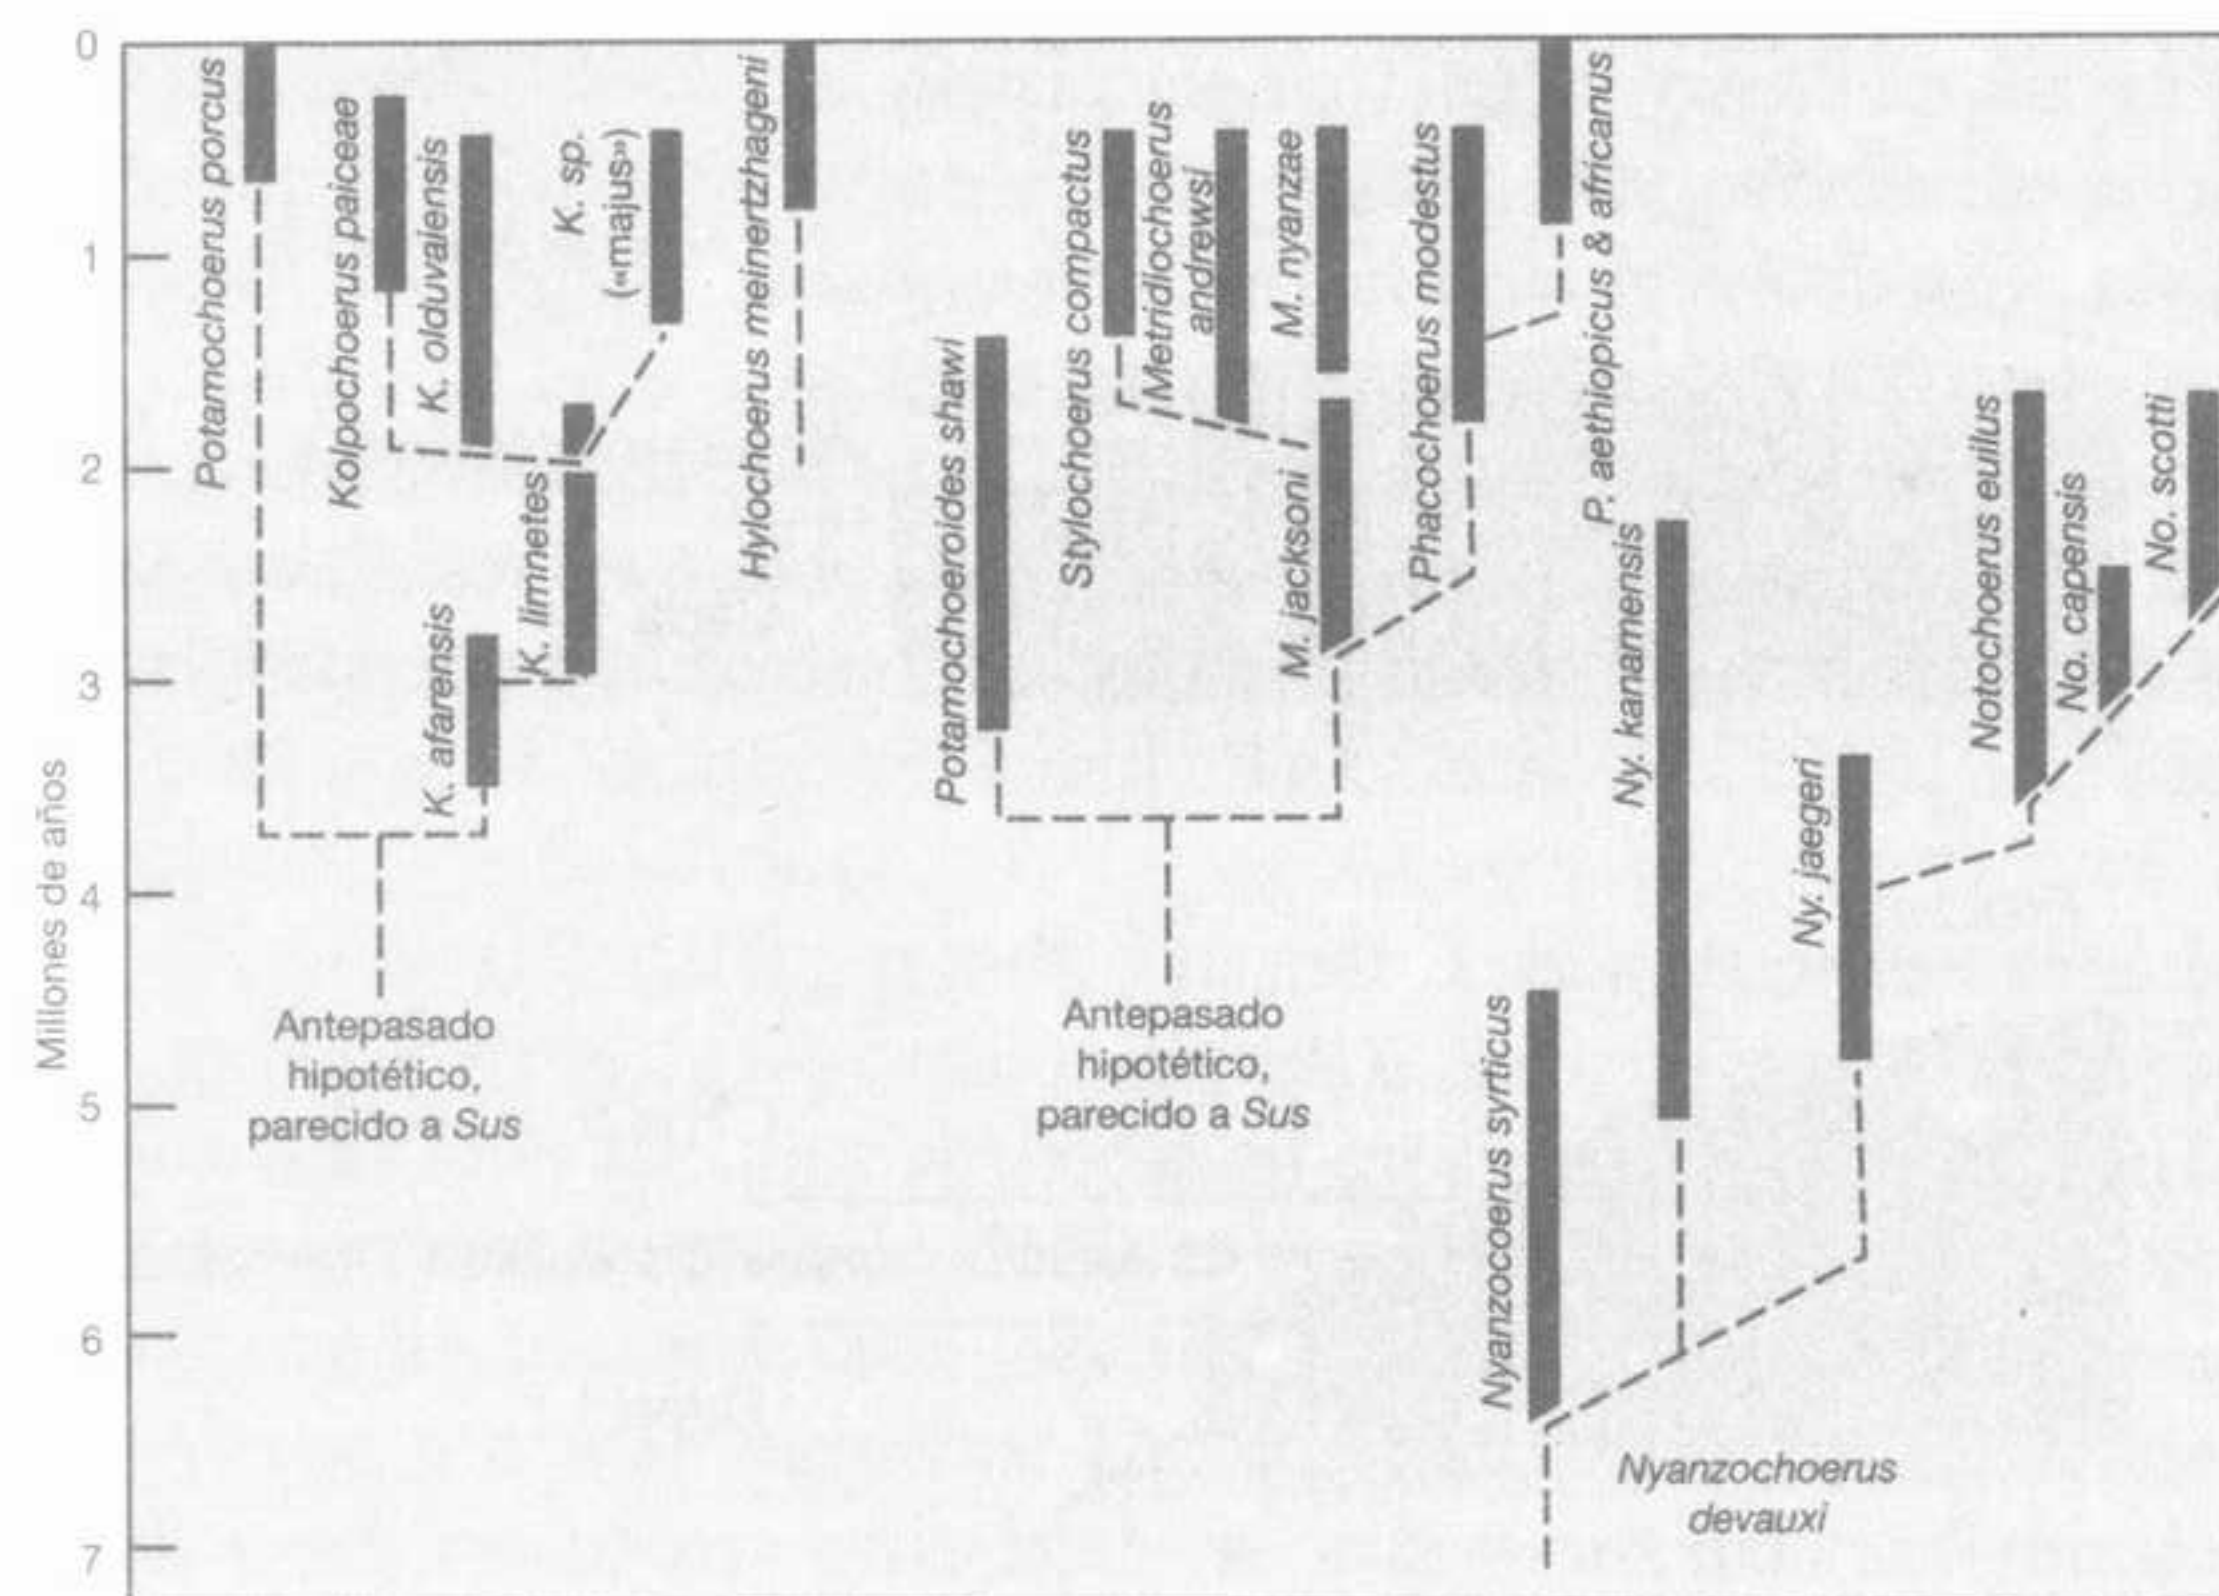 0
1
2
3
4
5
6
7
Millones de años
Potamochoerus porcus
Kolpochoerus paiceae
K. olduvaiensis
K. afarensis
K. limnetes
K. sp.
(«majus»)
Hylochoerus meinertzhageni
Potamochoeroides shawi
Stylochoerus compactus
Metridiochoerus
andrewsi
M. nyanzae
M. jacksoni
Phacochoerus modestus
P. aethiopicus & africanus
Ny. kanamensis
Nyanzocoerus syrticus
Ny. jaegeri
Notochoerus euilus
No. capensis
No. scotti
Antepasado
hipotético,
parecido a Sus
Antepasado
hipotético,
parecido a Sus
Nyanzochoerus
devauxi